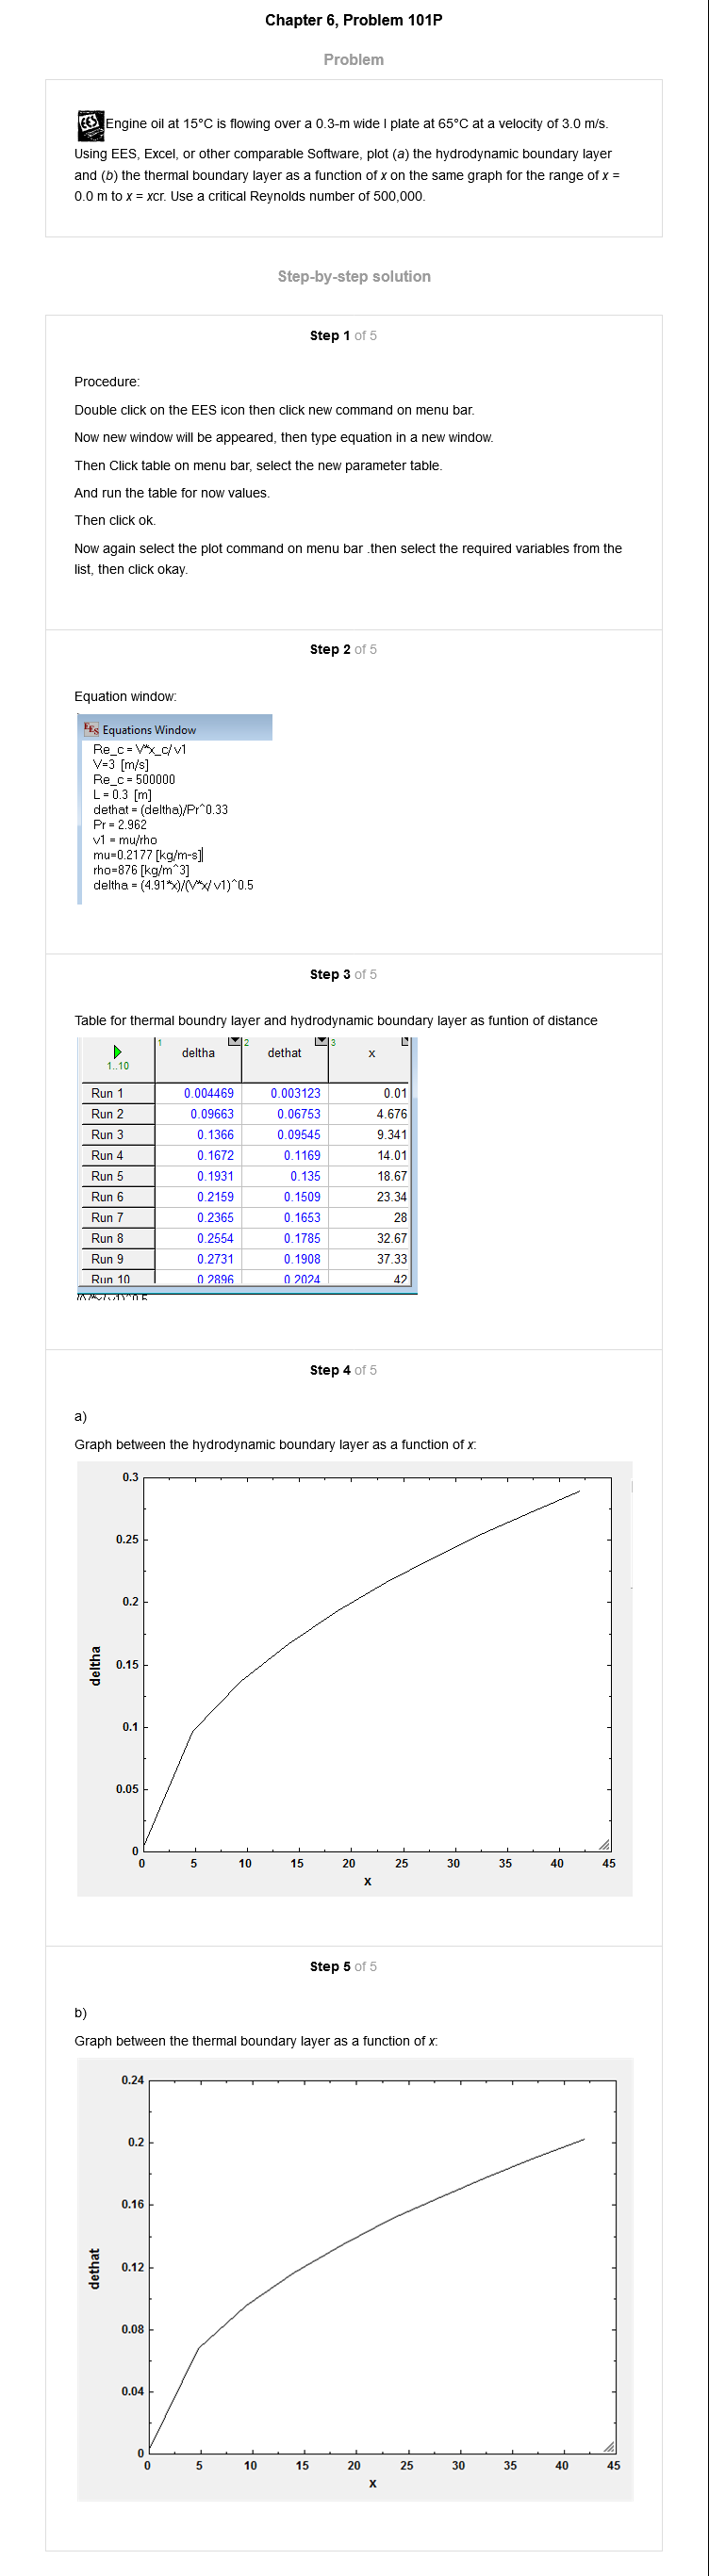 Chapter 6, Problem 101P
Problem
EES Engine oil at 15°C is flowing over a 0.3-m wide l plate at 65°C at a velocity of 3.0 m/s.
Using EES, Excel, or other comparable Software, plot (a) the hydrodynamic boundary layer
and (b) the thermal boundary layer as a function of x on the same graph for the range of x =
0.0 m to x = xcr. Use a critical Reynolds number of 500,000.
Step-by-step solution
Step 1 of 5
Procedure:
Double click on the EES icon then click new command on menu bar.
Now new window will be appeared, then type equation in a new window.
Then Click table on menu bar, select the new parameter table.
And run the table for now values.
Then click ok.
Now again select the plot command on menu bar .then select the required variables from the
list, then click okay.
Step 2 of 5
Equation window:
EES Equations Window
Re_c = V*x_c/v1
V=3 [m/s]
Re_c = 500000
L = 0.3 [m]
dethat = (deltha)/Pr^0.33
Pr = 2.962
v1 = mu/rho
mu=0.2177 [kg/m-s]
rho=876 [kg/m^3]
deltha = (4.91*x)/(V*x/v1)^0.5
Step 3 of 5
Table for thermal boundry layer and hydrodynamic boundary layer as funtion of distance
1..10 1 deltha 2 dethat 3 x
Run 1 0.004469 0.003123 0.01
Run 2 0.09663 0.06753 4.676
Run 3 0.1366 0.09545 9.341
Run 4 0.1672 0.1169 14.01
Run 5 0.1931 0.135 18.67
Run 6 0.2159 0.1509 23.34
Run 7 0.2365 0.1653 28
Run 8 0.2554 0.1785 32.67
Run 9 0.2731 0.1908 37.33
Run 10 0.2896 0.2024 42
Step 4 of 5
a)
Graph between the hydrodynamic boundary layer as a function of x:
0.3
0.25
0.2
0.15
0.1
0.05
0
deltha
0 5 10 15 20 25 30 35 40 45
x
Step 5 of 5
b)
Graph between the thermal boundary layer as a function of x:
0.24
0.2
0.16
0.12
0.08
0.04
0
dethat
0 5 10 15 20 25 30 35 40 45
x